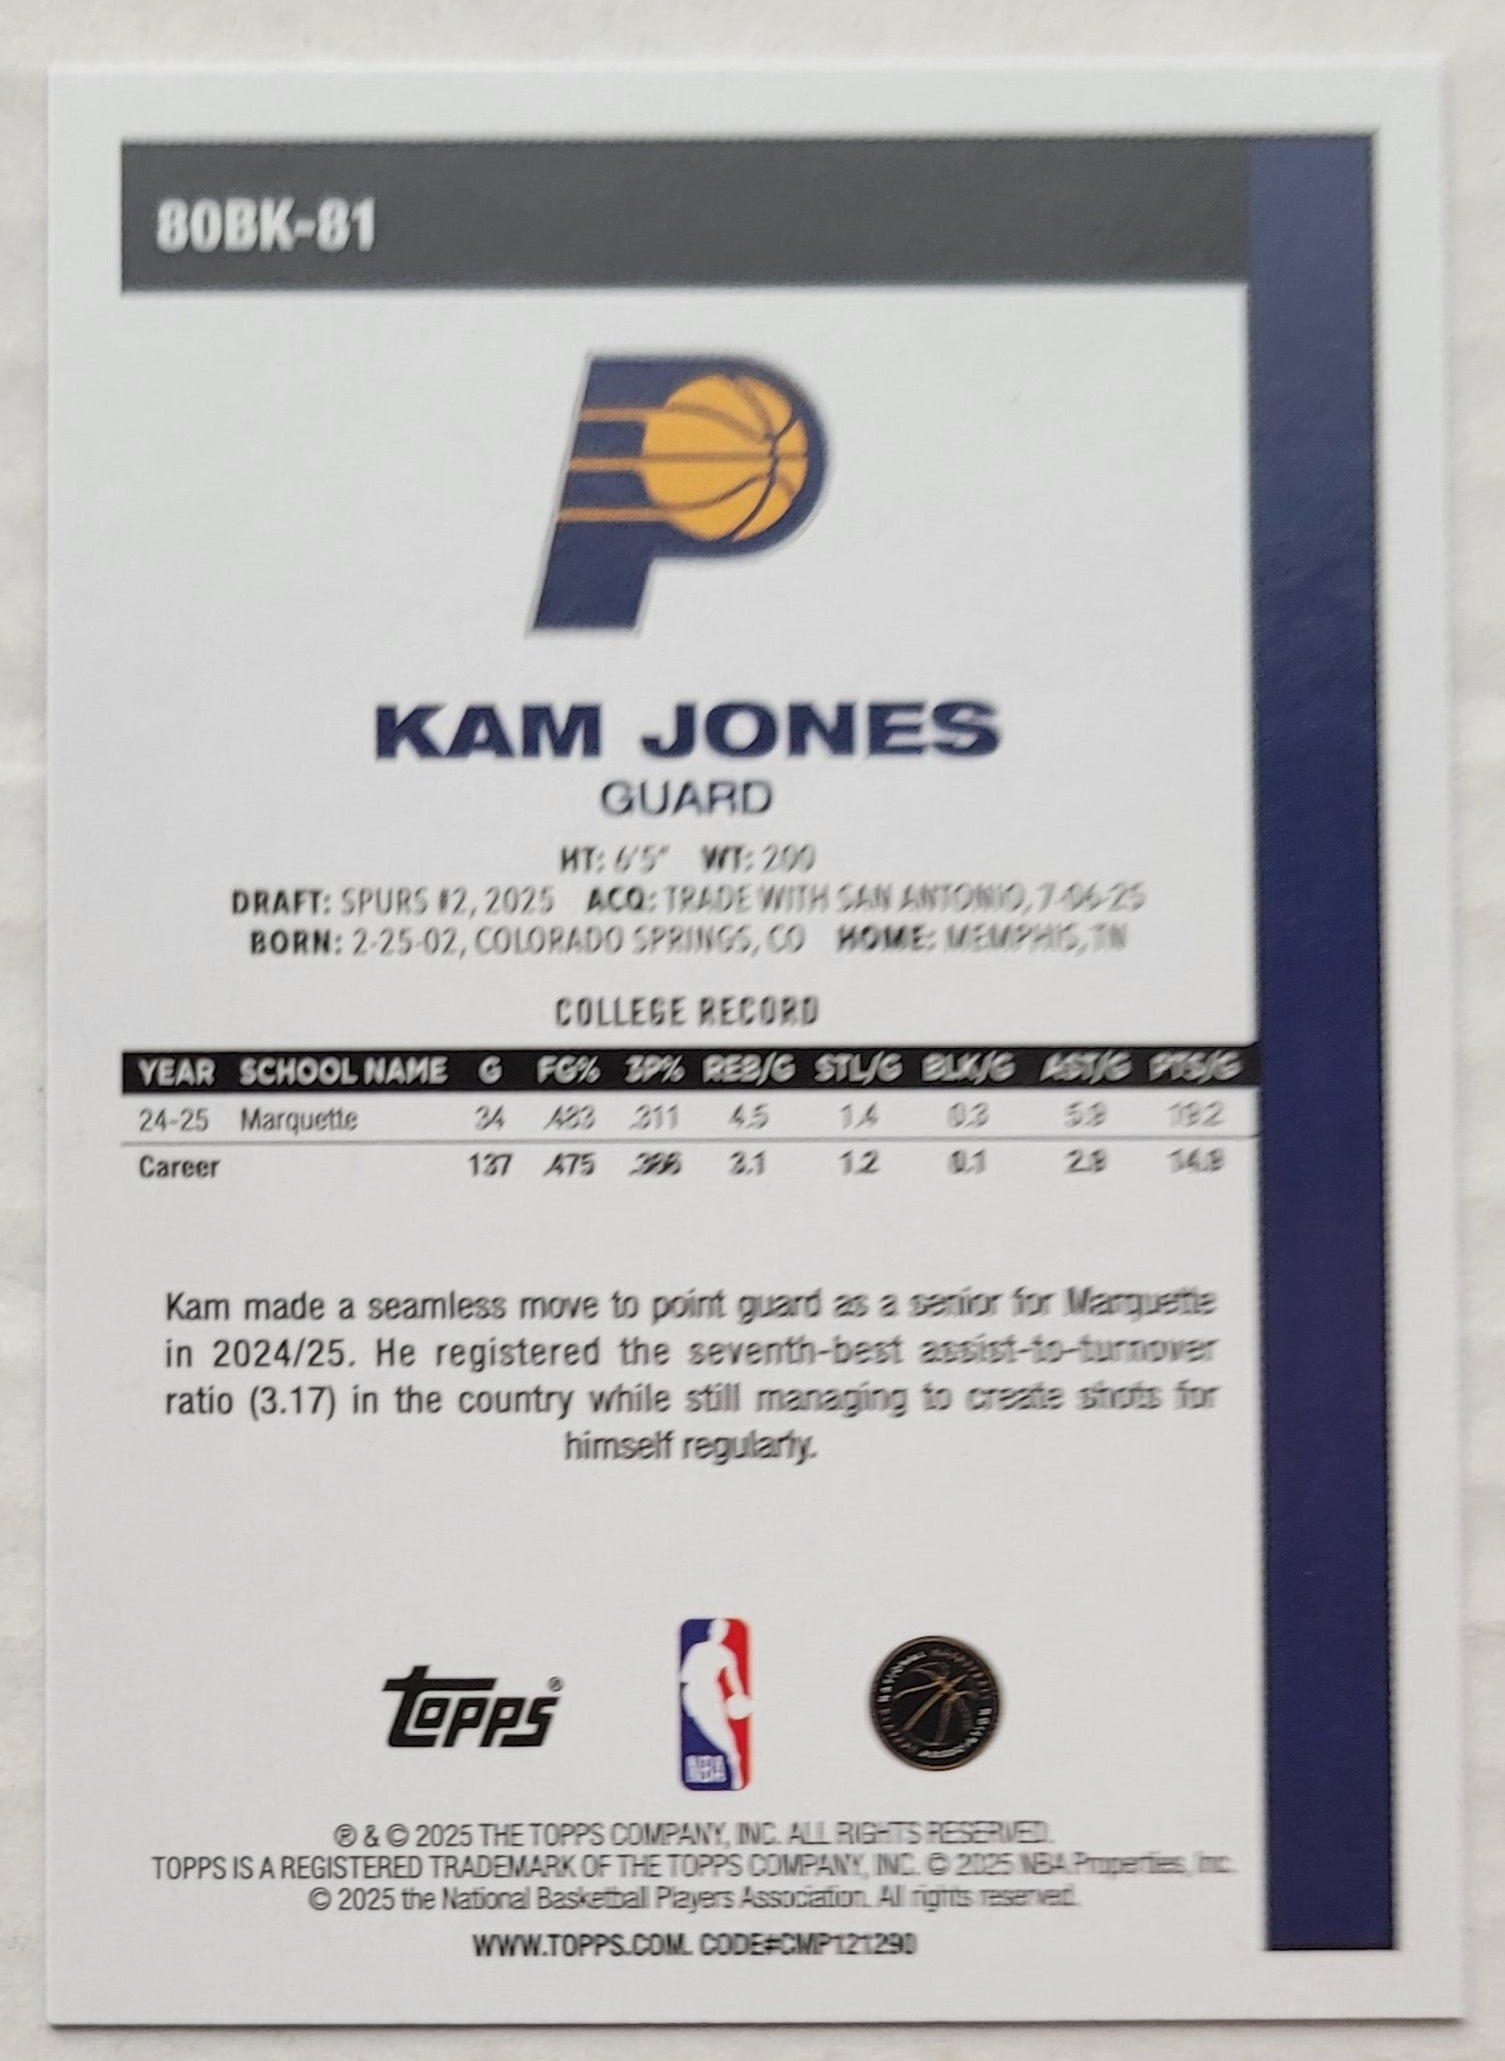 80BK-81
KAM JONES
GUARD
HT: 6'5" WT: 200
DRAFT: SPURS #2, 2025 ACQ: TRADE WITH SAN ANTONIO, 7-06-25
BORN: 2-25-02, COLORADO SPRINGS, CO HOME: MEMPHIS, TN
COLLEGE RECORD
YEAR SCHOOL NAME G FG% 3P% REB/G STL/G BLK/G AST/G PTS/G
24-25 Marquette 34 .483 .311 4.5 1.4 0.3 5.9 19.2
Career 137 .475 3.1 1.2 0.1
Kam made a seamless move to point guard as a senior for Marquette
in 2024/25. He registered the seventh-best assist-to-turnover
ratio (3.17) in the country while still managing to create shots for
himself regularly.
TOPPS®
NBA
℗ & © 2025 THE TOPPS COMPANY, INC. ALL RIGHTS RESERVED.
TOPPS IS A REGISTERED TRADEMARK OF THE TOPPS COMPANY, INC. © 2025 NBA Properties, Inc.
© 2025 the National Basketball Players Association. All rights reserved.
WWW.TOPPS.COM. CODE#CMP121290